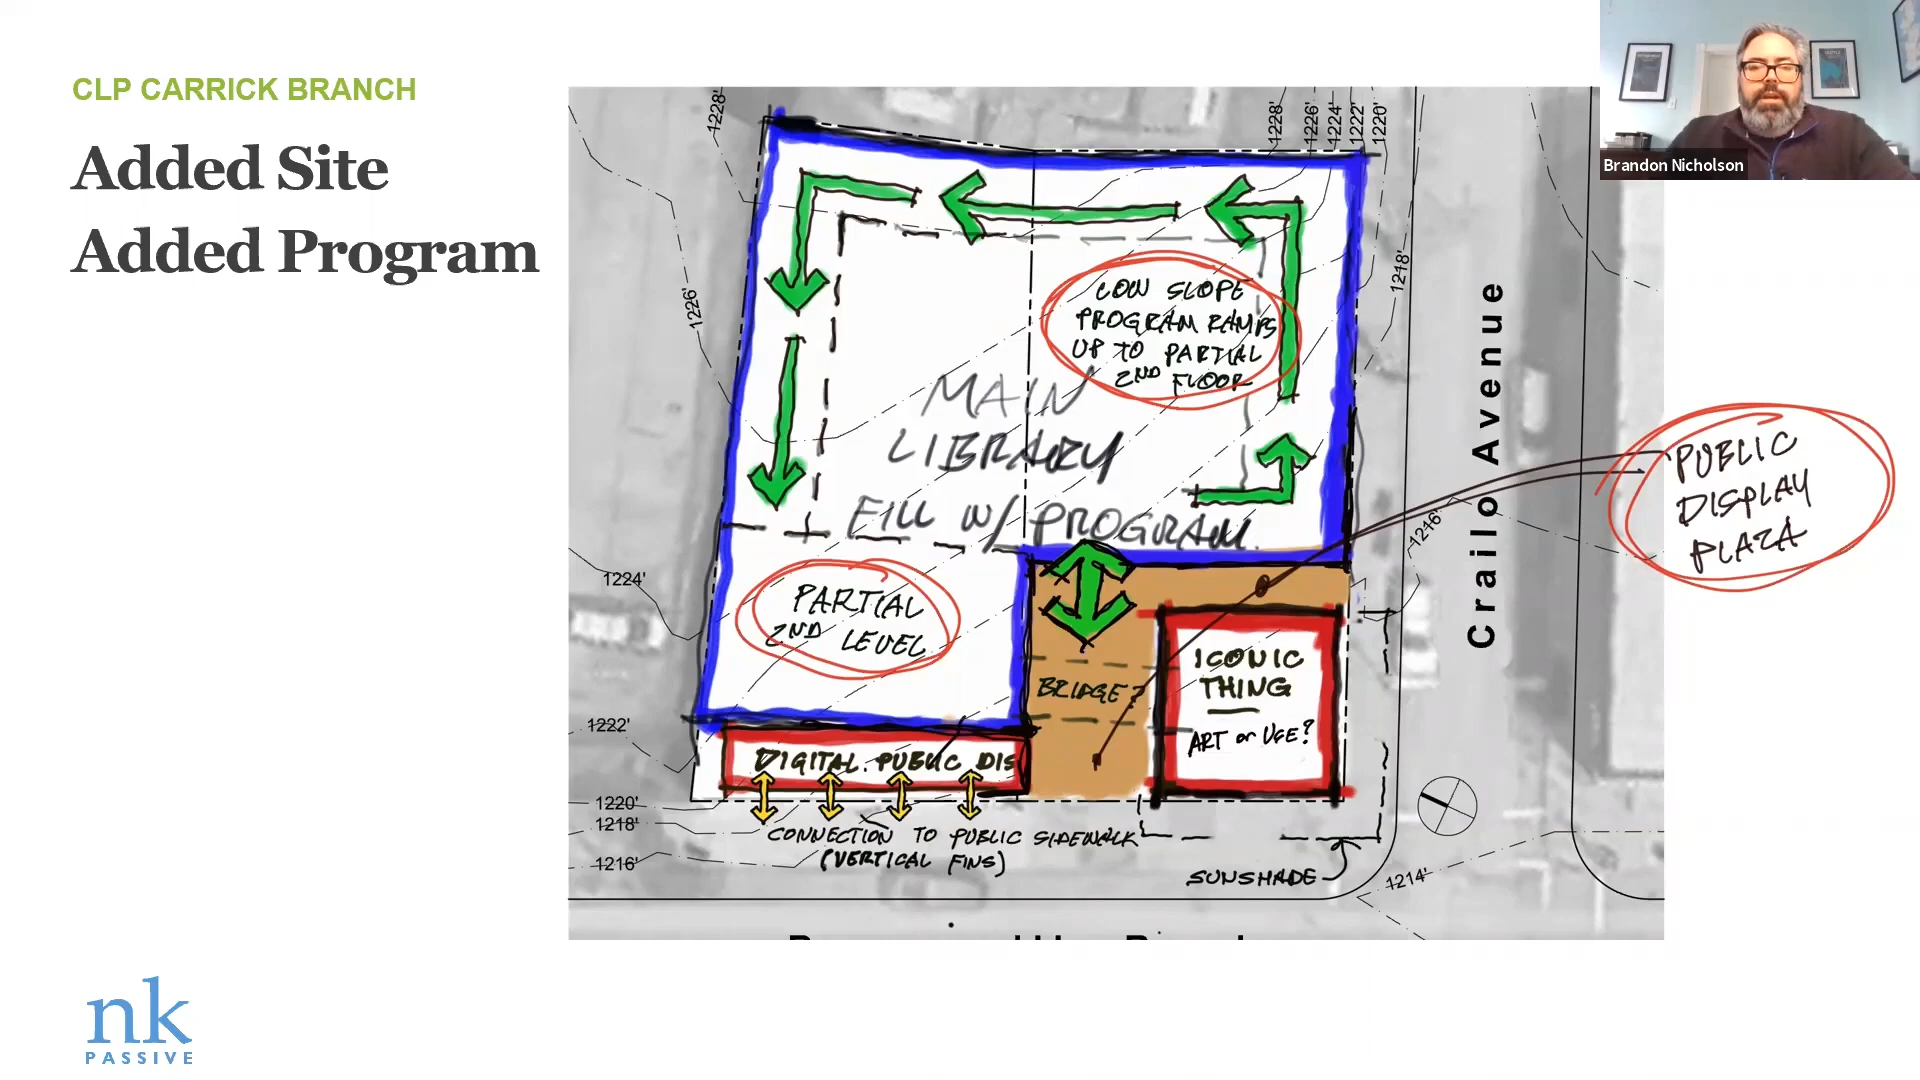 CLP CARRICK BRANCH
Added Site
Added Program
Brandon Nicholson
1228'
1228'
1226'
1224'
1222'
1220'
1226'
1218'
LOW SLOPE
PROGRAM RAMPS
UP TO PARTIAL
2ND FLOOR
MAIN
LIBRARY
FILL W/ PROGRAM
Crailo Avenue
PUBLIC
DISPLAY
PLAZA
1216'
1224'
PARTIAL
2ND LEVEL
BRIDGE?
ICONIC
THING
ART or USE?
1222'
DIGITAL PUBLIC DIS
1220'
1218'
1216'
CONNECTION TO PUBLIC SIDEWALK
(VERTICAL FINS)
SUNSHADE
1214'
nk
PASSIVE